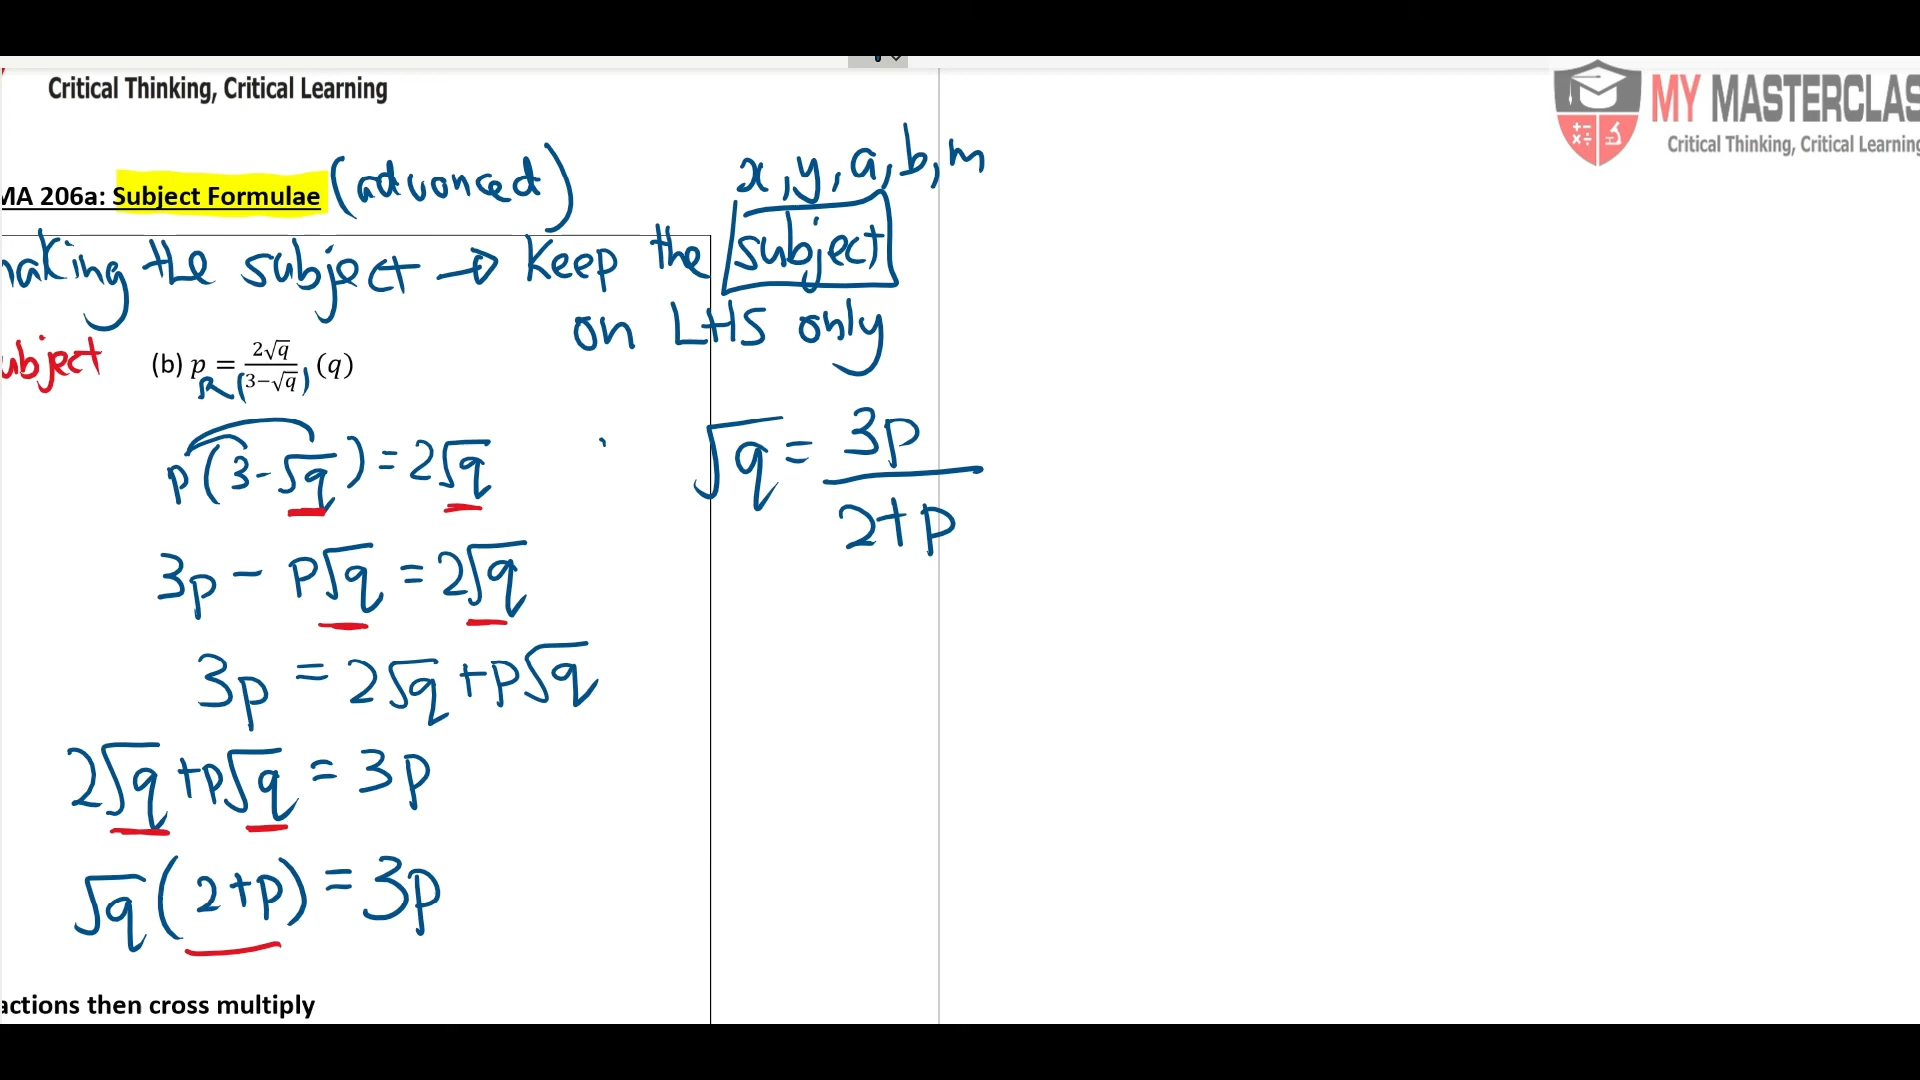 Critical Thinking, Critical Learning
MY MASTERCLAS
Critical Thinking, Critical Learning
x, y, a, b, m
MA 206a: Subject Formulae (advanced)
making the subject → Keep the subject
on LHS only
ubject (b) p = 2√q / (3−√q), (q)
p(3-√q) = 2√q
3p - p√q = 2√q
3p = 2√q + p√q
2√q + p√q = 3p
√q(2+p) = 3p
√q = 3p / (2+p)
actions then cross multiply